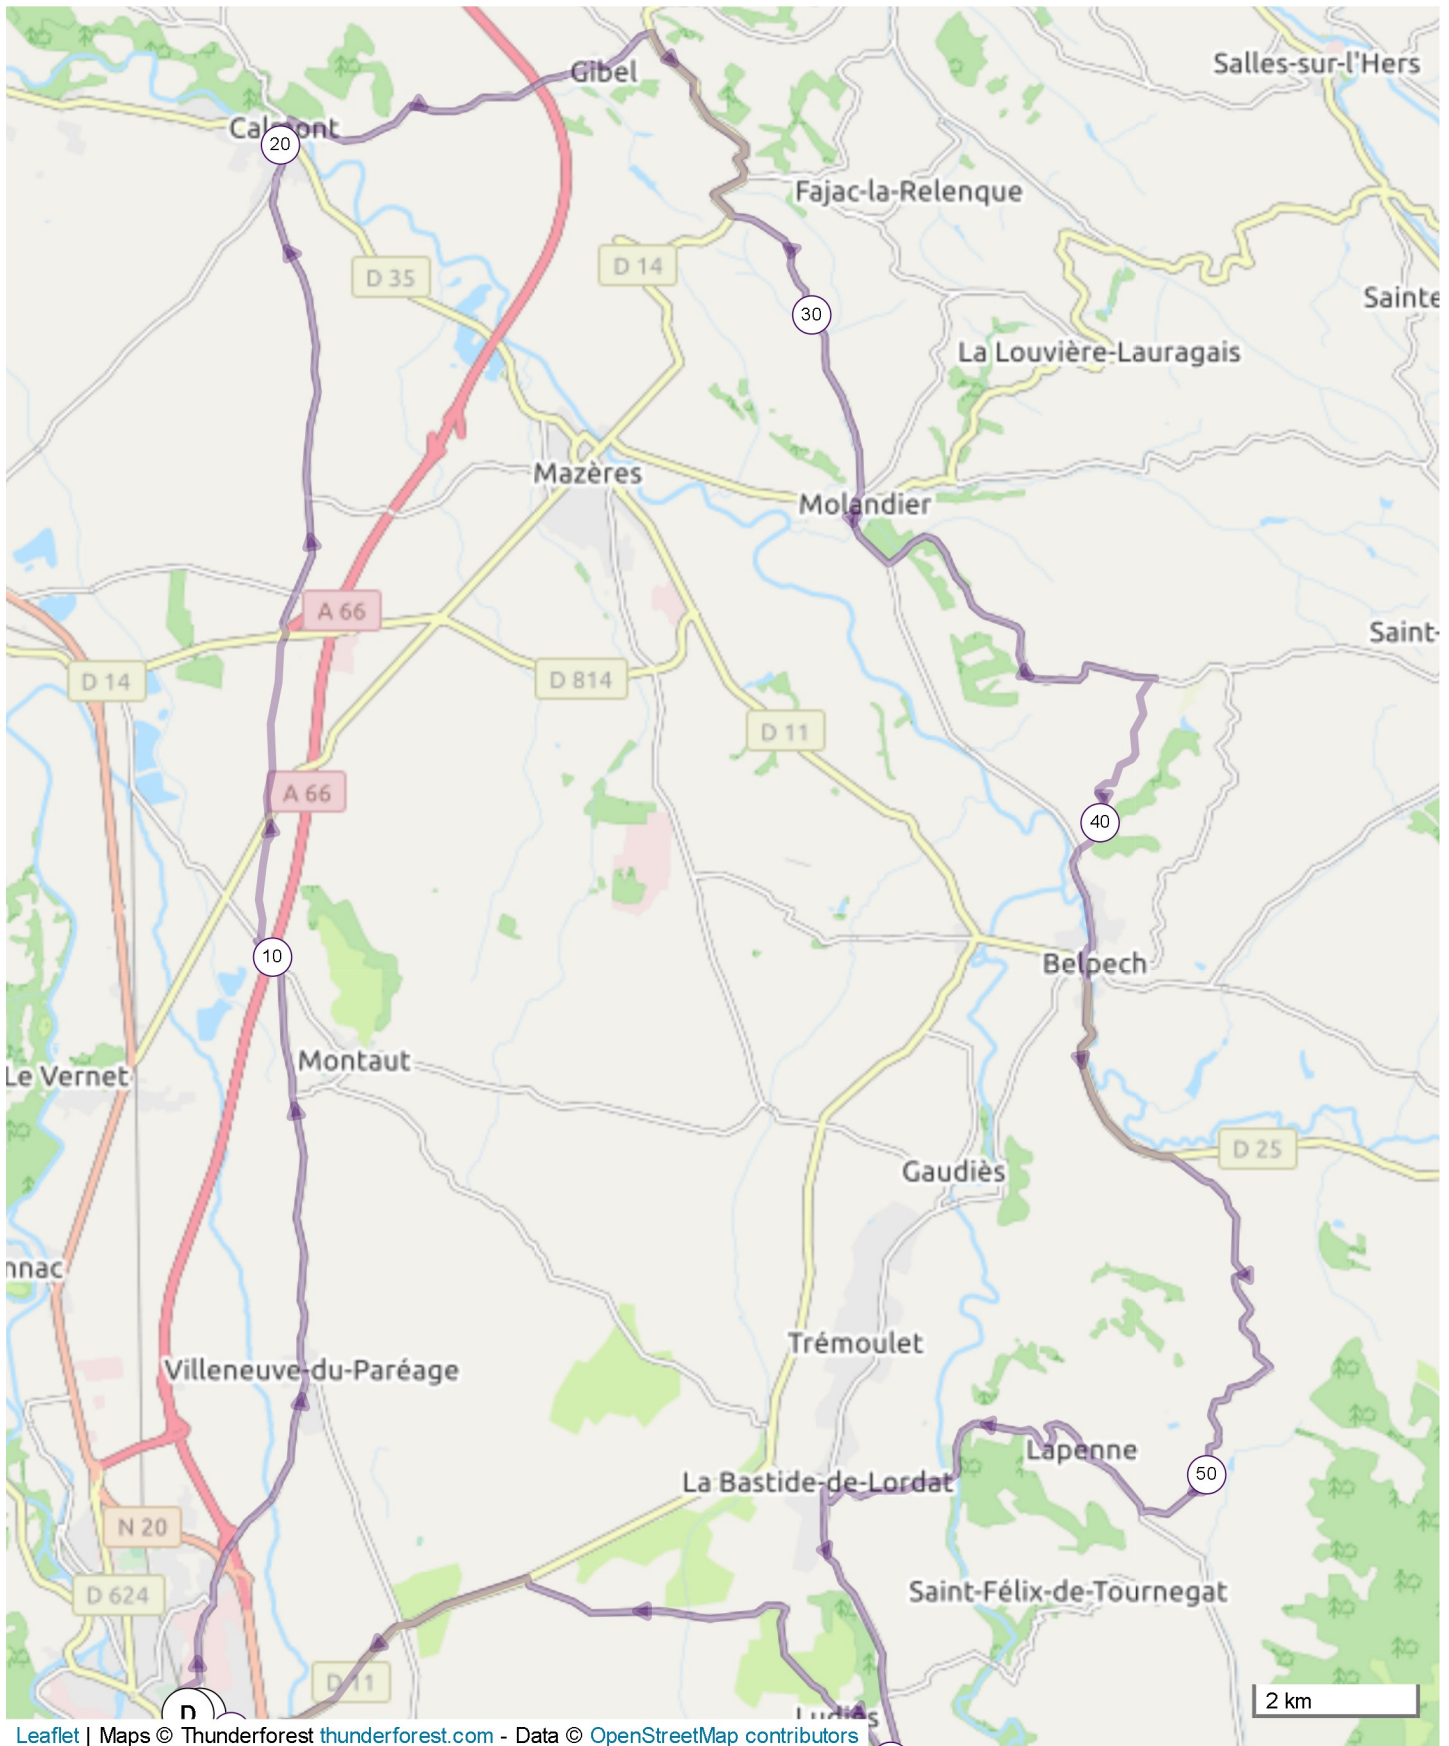 Salles-sur-l'Hers
Gibel
Calmont
20
Fajac-la-Relenque
D 14
D 35
Sainte
30
La Louvière-Lauragais
Mazères
Molandier
A 66
Saint-
D 14
D 814
D 11
A 66
40
10
Belpech
Montaut
Le Vernet
D 25
Gaudiès
nnac
Trémoulet
Villeneuve-du-Paréage
Lapenne
50
La Bastide-de-Lordat
N 20
D 624
Saint-Félix-de-Tournegat
D 11
2 km
D
Ludiès
Leaflet | Maps © Thunderforest thunderforest.com - Data © OpenStreetMap contributors